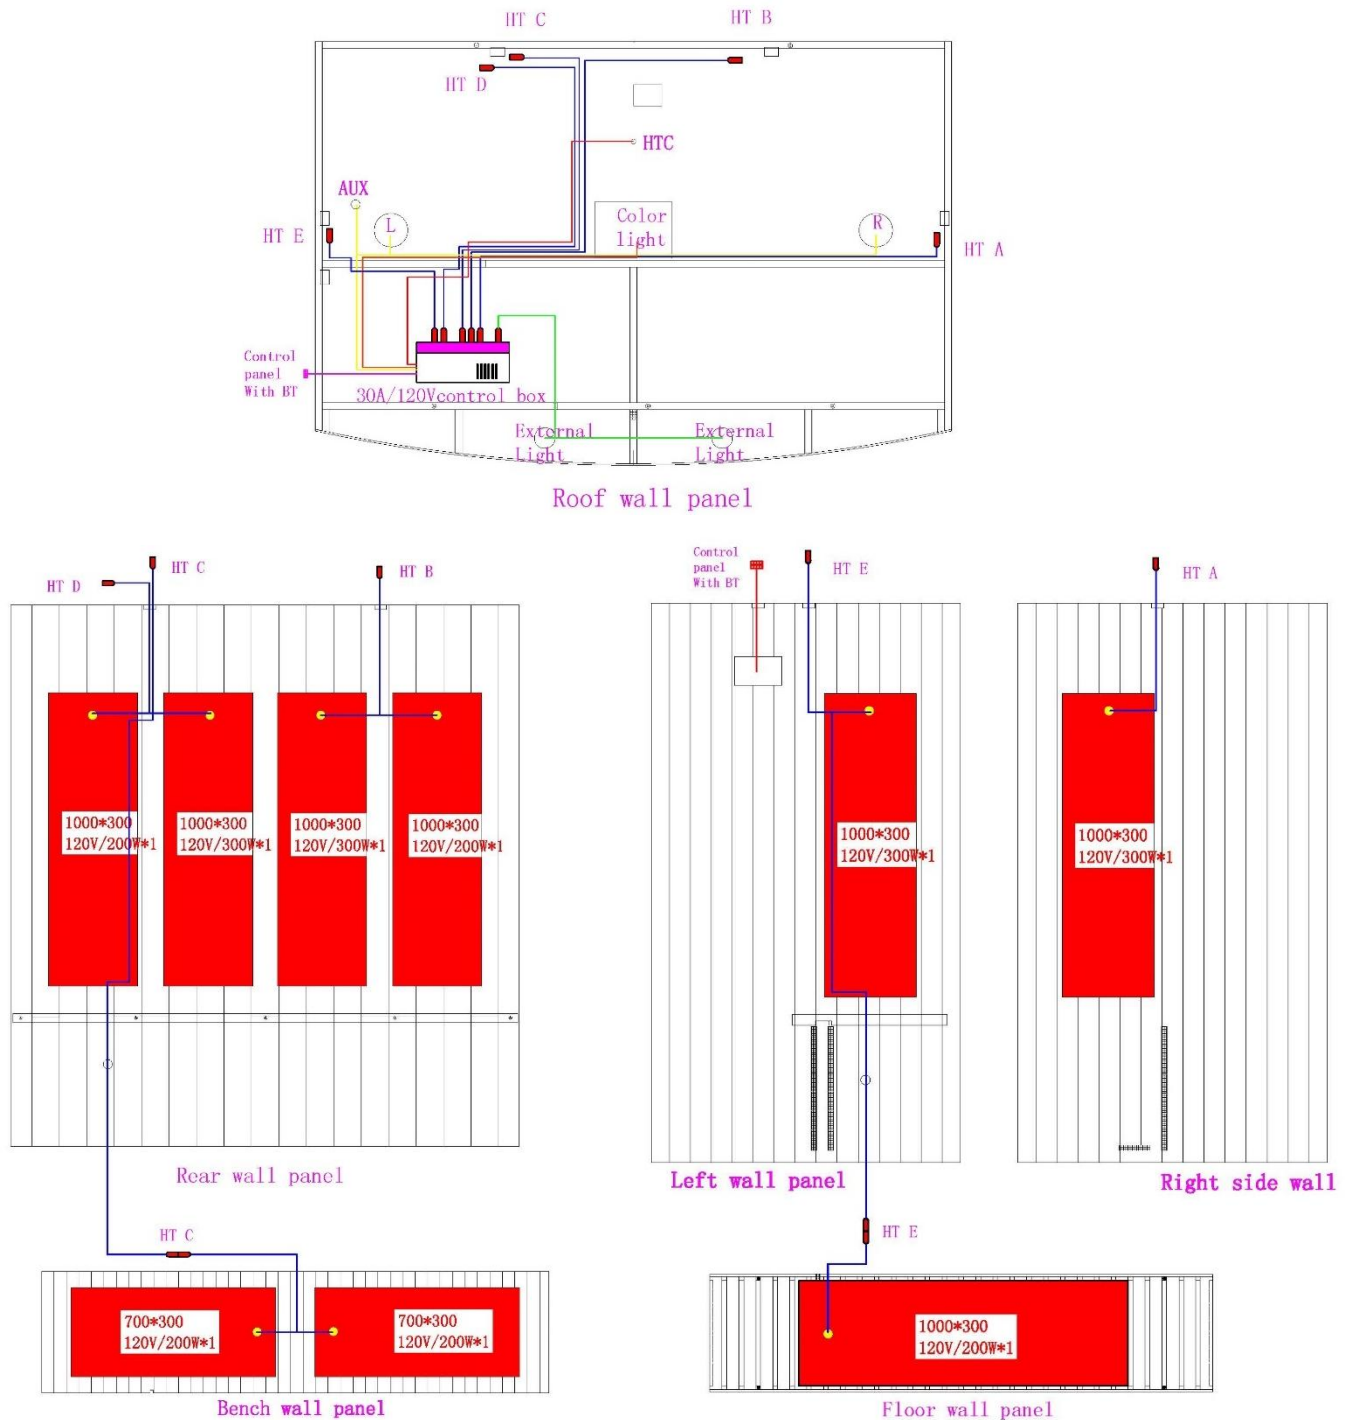 HT C
HT B
HT D
HTC
AUX
L
Color
light
R
HT E
HT A
Control
panel
With BT
30A/120Vcontrol box
External
Light
External
Light
Roof wall panel
HT C
HT D
HT B
Control
panel
With BT
HT E
HT A
1000*300
120V/200W*1
1000*300
120V/300W*1
1000*300
120V/300W*1
1000*300
120V/200W*1
1000*300
120V/300W*1
1000*300
120V/300W*1
Rear wall panel
Left wall panel
Right side wall
HT C
HT E
700*300
120V/200W*1
700*300
120V/200W*1
1000*300
120V/200W*1
Bench wall panel
Floor wall panel